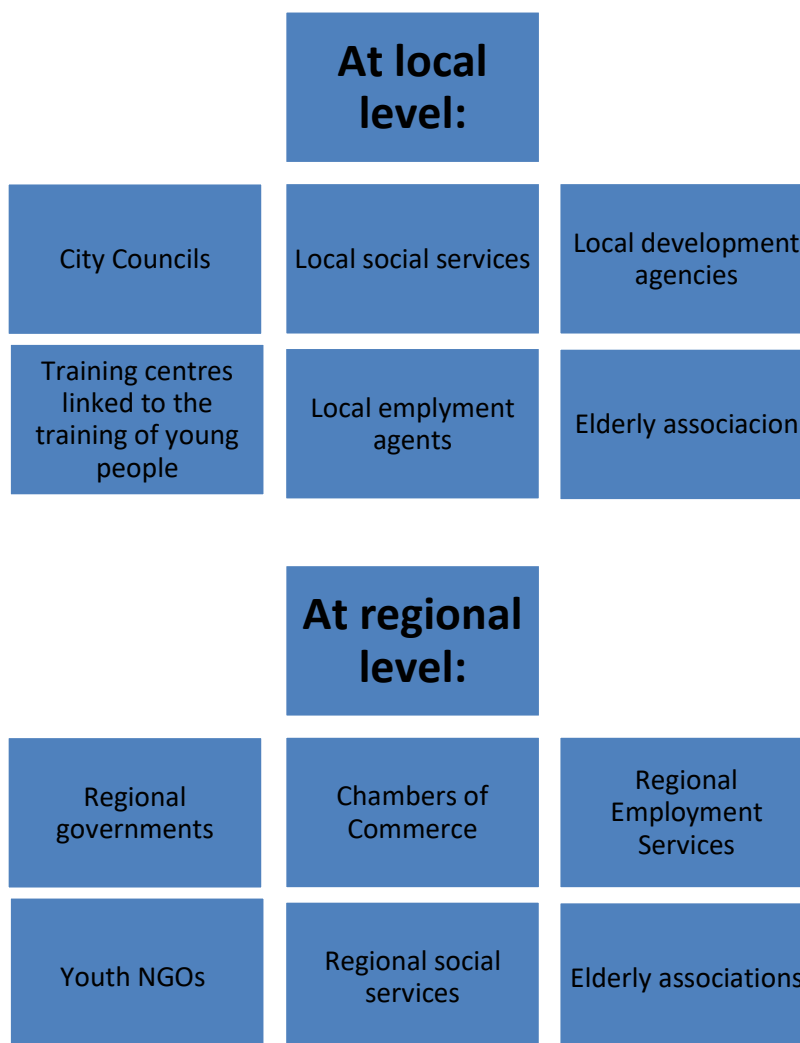 At local
level:
City Councils
Local social services
Local development
agencies
Training centres
linked to the
training of young
people
Local emplyment
agents
Elderly associacion
At regional
level:
Regional
governments
Chambers of
Commerce
Regional
Employment
Services
Youth NGOs
Regional social
services
Elderly associations